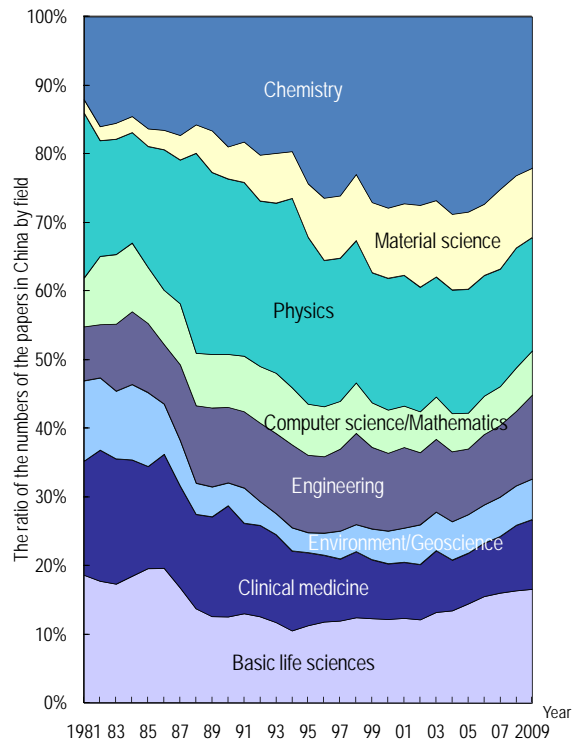 The ratio of the numbers of the papers in China by field
100%
90%
80%
70%
60%
50%
40%
30%
20%
10%
0%
Chemistry
Material science
Physics
Computer science/Mathematics
Engineering
Environment/Geoscience
Clinical medicine
Basic life sciences
Year
1981 83 85 87 89 91 93 95 97 99 01 03 05 07 2009